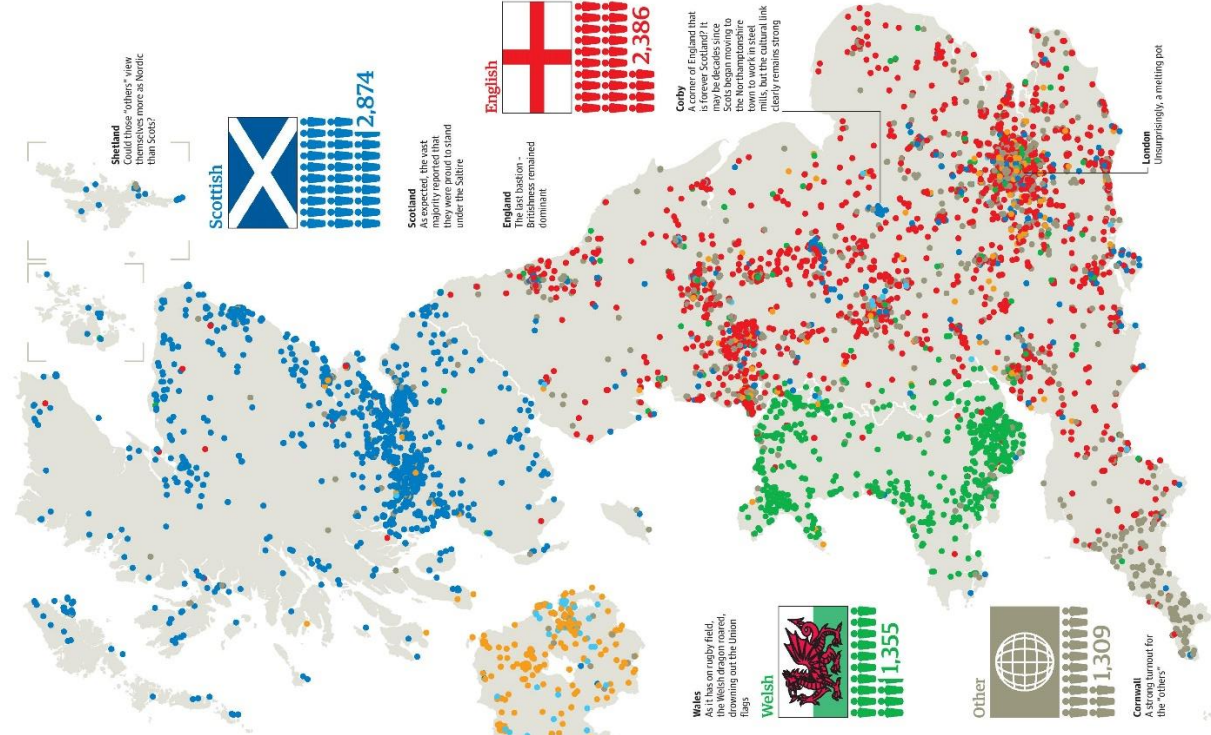 Shetland
Could those "others" view
themselves more as Nordic
than Scots?
Scottish
2,874
Scotland
As expected, the vast
majority reported that
they were proud to stand
under the Saltire
English
2,386
England
The last bastion -
Britishness remained
dominant
Corby
A corner of England that
is forever Scotland? It
may be decades since
Scots began moving to
the Northamptonshire
town to work in steel
mills, but the cultural link
clearly remains strong
London
Unsurprisingly, a melting pot
Wales
As it has on rugby field,
the Welsh dragon roared,
drowning out the Union
flags
Welsh
1,355
Other
1,309
Cornwall
A strong turnout for
the "others"